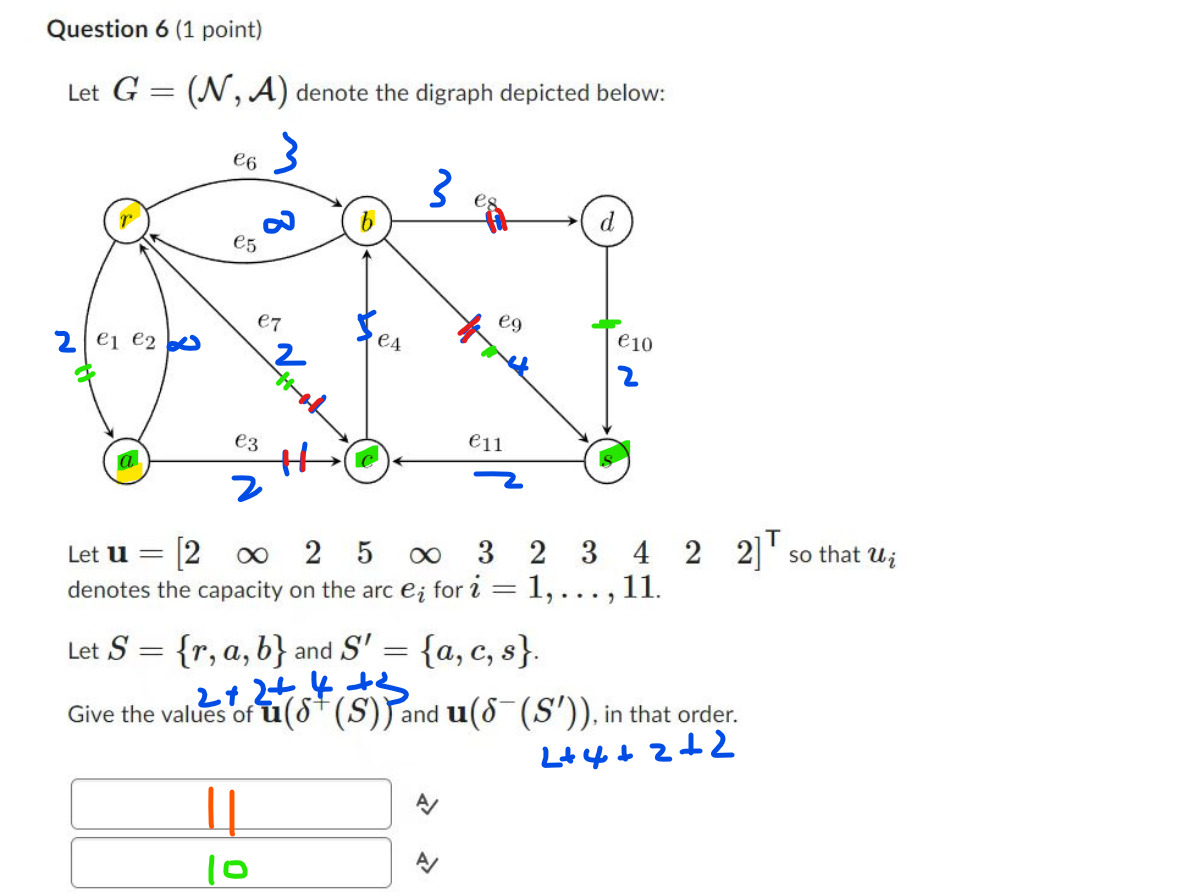 Question 6 (1 point)
Let G = (𝒩, 𝒜) denote the digraph depicted below:
e6 3
3 e8
r ∞ b d
e5
e7
2 e1 e2 ∞ 2 5 e4 e9 4 e10
2
e3 e11
a c s
2 2
Let u = [2 ∞ 2 5 ∞ 3 2 3 4 2 2]ᵀ so that uᵢ
denotes the capacity on the arc eᵢ for i = 1, . . . , 11.
Let S = {r, a, b} and S′ = {a, c, s}.
2+2+4+3
Give the values of u(δ⁺(S)) and u(δ⁻(S′)), in that order.
2+4+2+2
11
10